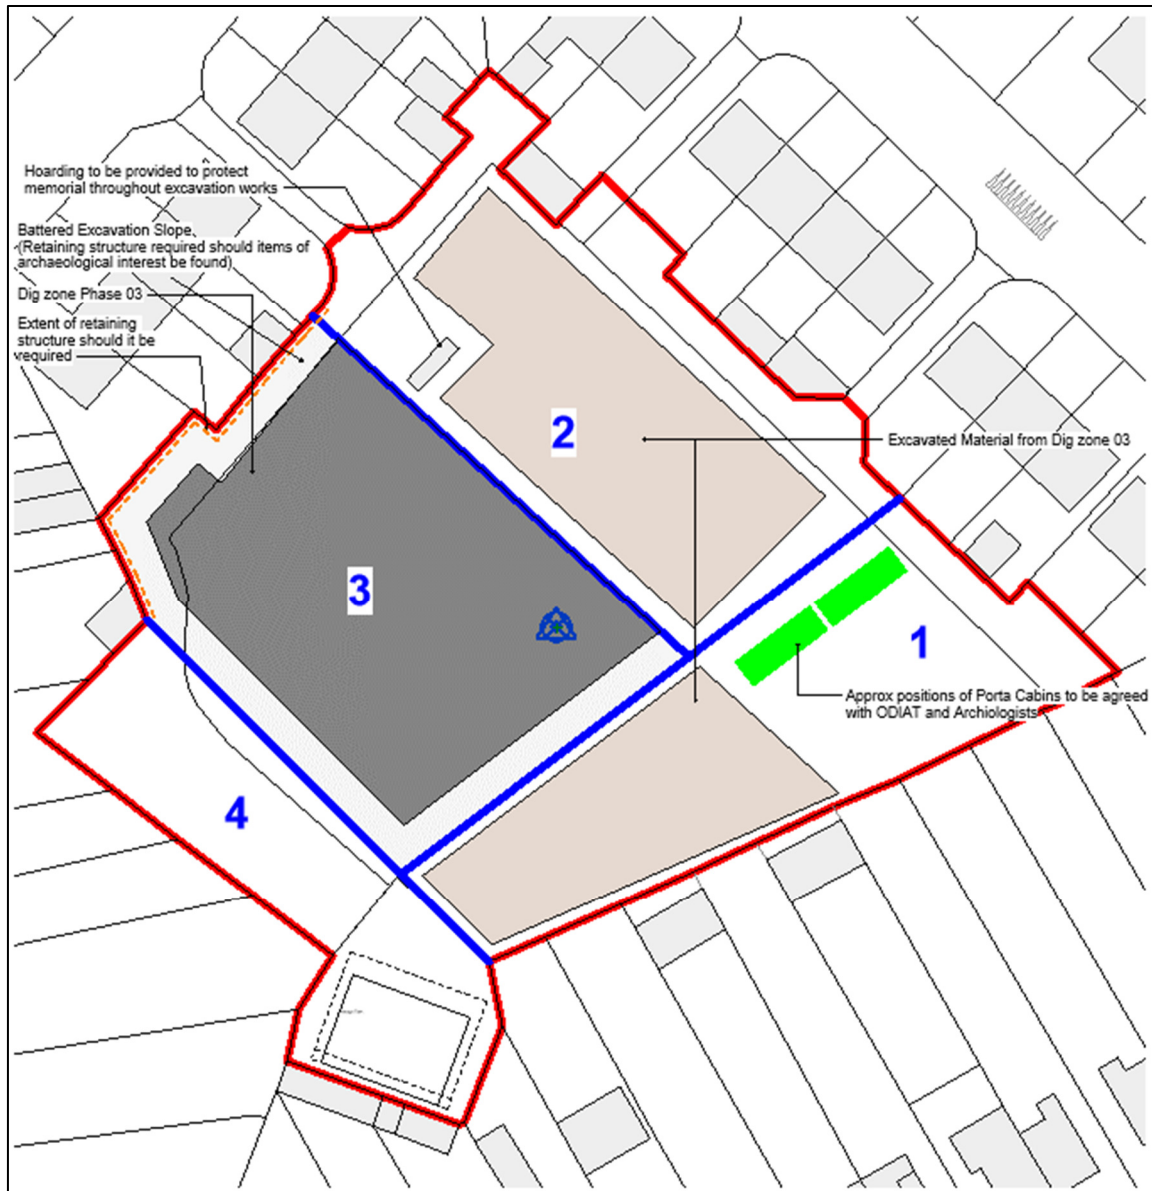 Hoarding to be provided to protect
memorial throughout excavation works
Battered Excavation Slope.
(Retaining structure required should items of
archaeological interest be found)
Dig zone Phase 03
Extent of retaining
structure should it be
required
2
Excavated Material from Dig zone 03
3
1
Approx positions of Porta Cabins to be agreed
with ODIAT and Archiologists
4